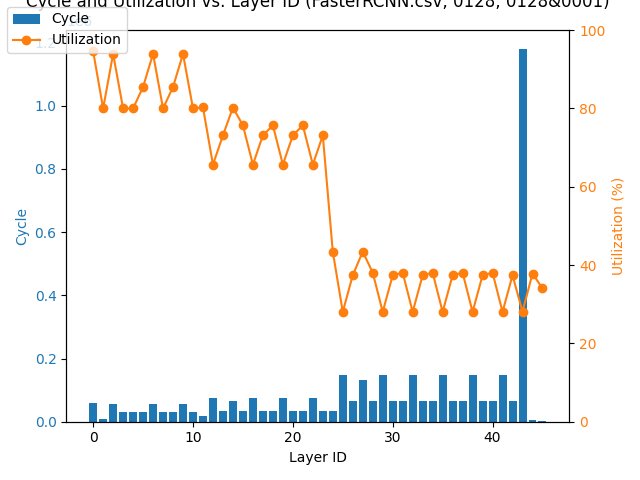 Cycle and Utilization vs. Layer ID (FasterRCNN.csv, 0128, 0128&0001)
Cycle
Utilization
100
1.0
80
0.8
60
0.6
40
0.4
20
0.2
0
0.0
Cycle
Utilization (%)
0 10 20 30 40
Layer ID